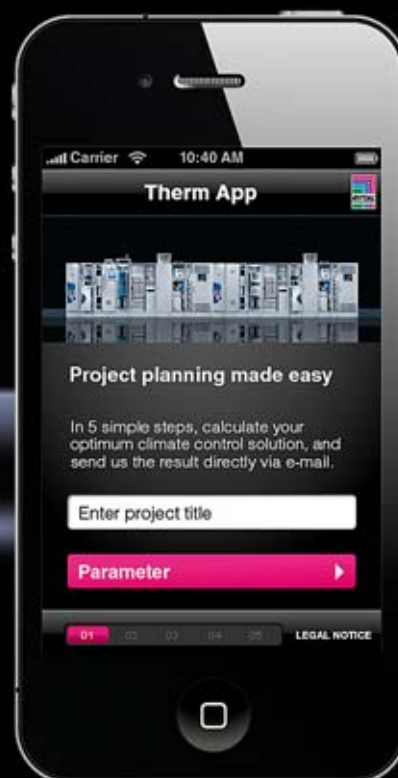 Carrier 10:40 AM
Therm App
RITTAL
Project planning made easy
In 5 simple steps, calculate your
optimum climate control solution, and
send us the result directly via e-mail.
Enter project title
Parameter
01 02 03 04 05 LEGAL NOTICE